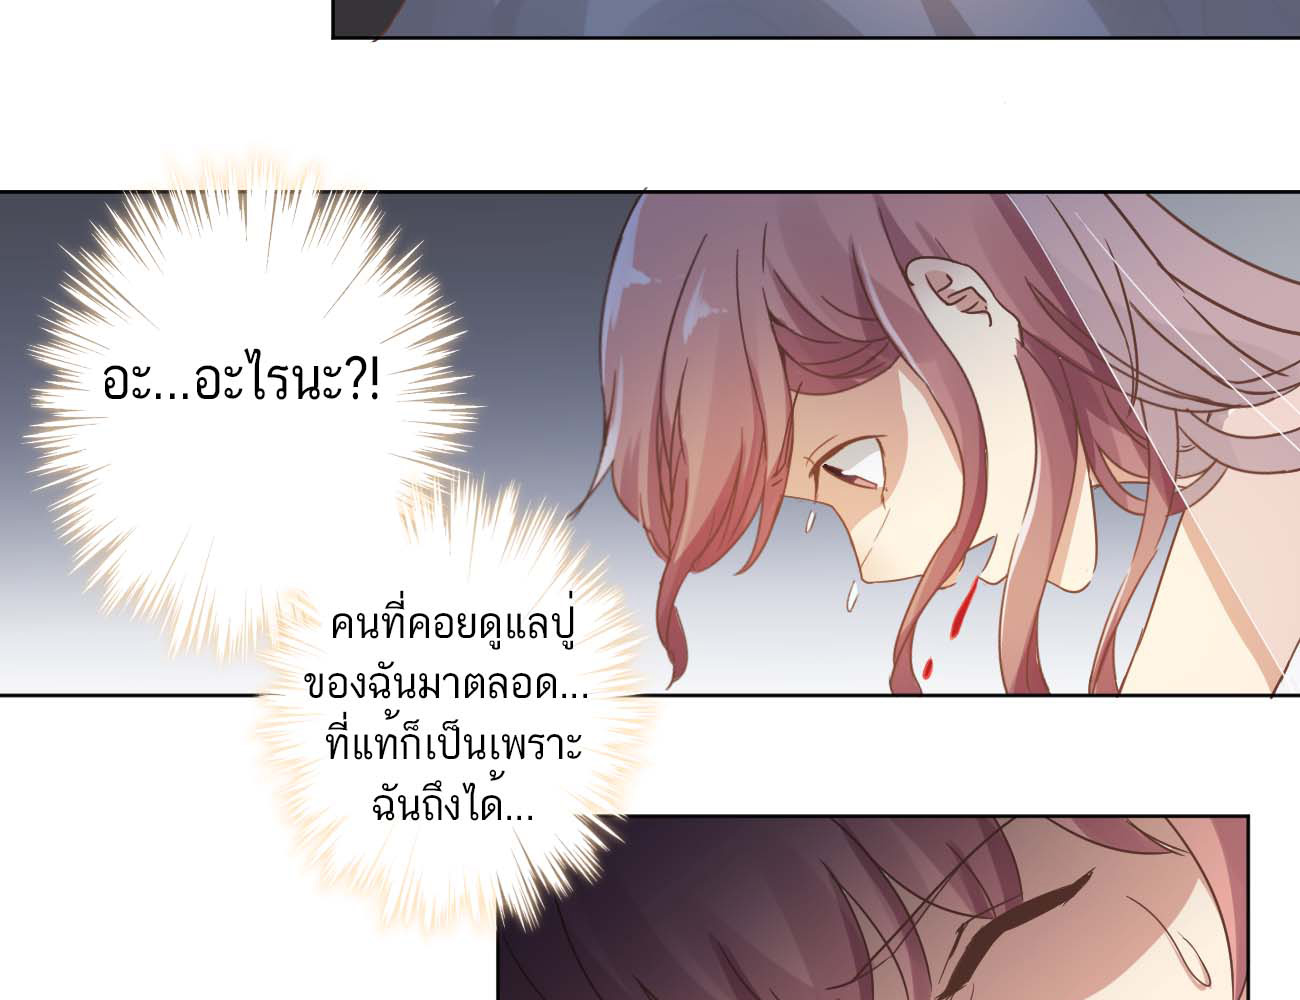 อะ...อะไรนะ?!
คนที่คอยดูแลปู่
ของฉันมาตลอด...
ที่แท้ก็เป็นเพราะ
ฉันถึงได้...